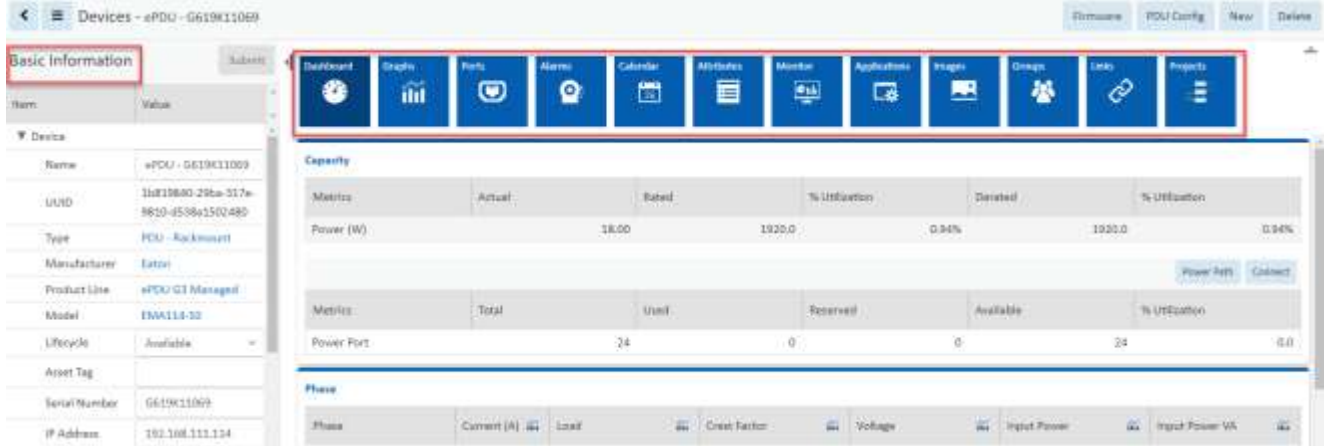 Devices - ePDU - G619K11069
Firmware PDU Config New Delete
Basic Information Submit
Dashboard Graphs Ports Alarms Calendar Attributes Monitor Applications Images Groups Links Projects
Item Value
Device
Name ePDU - G619K11069
UUID
Type PDU - Rackmount
Manufacturer Eaton
Product Line ePDU G3 Managed
Model EMA114-10
Lifecycle Available
Asset Tag
Serial Number G619K11069
IP Address 192.168.111.114
Capacity
Metrics Actual Rated % Utilization Derated % Utilization
Power (W) 18.00 1920.0 0.94% 1920.0 0.94%
Power Path Connect
Metrics Total Used Reserved Available % Utilization
Power Port 24 0 0 24 0.0
Phase
Phase Current (A) Load Crest Factor Voltage Input Power Input Power VA